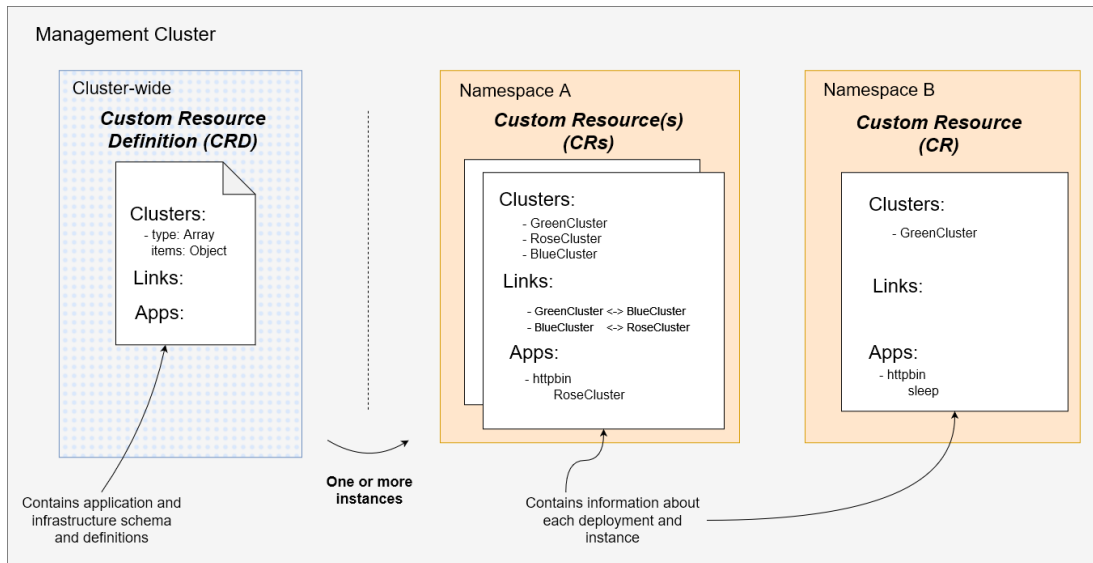 Management Cluster
Cluster-wide
Custom Resource
Definition (CRD)
Clusters:
- type: Array
items: Object
Links:
Apps:
Contains application and
infrastructure schema
and definitions
One or more
instances
Namespace A
Custom Resource(s)
(CRs)
Clusters:
- GreenCluster
- RoseCluster
- BlueCluster
Links:
- GreenCluster <-> BlueCluster
- BlueCluster <-> RoseCluster
Apps:
- httpbin
RoseCluster
Contains information about
each deployment and
instance
Namespace B
Custom Resource
(CR)
Clusters:
- GreenCluster
Links:
Apps:
- httpbin
sleep